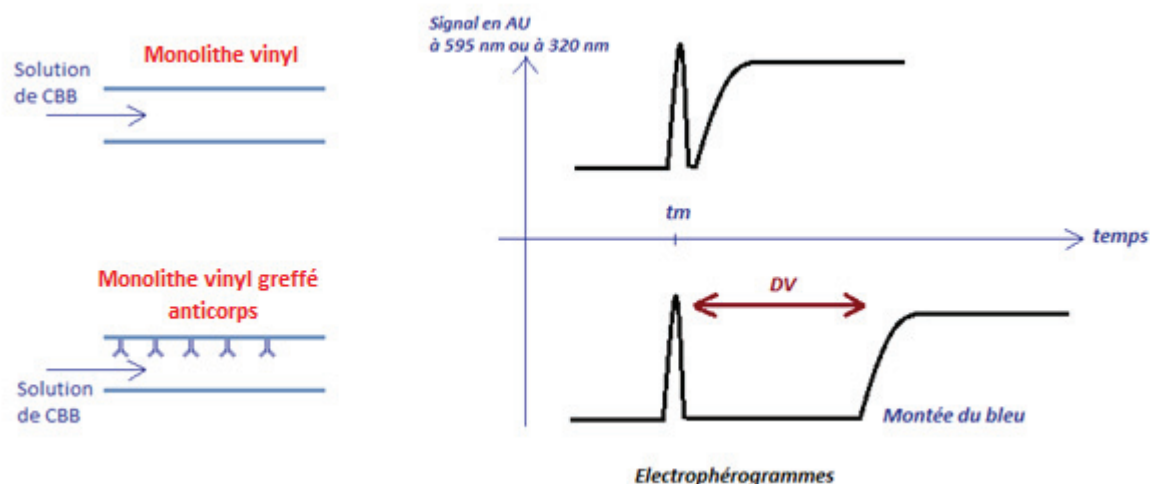 Signal en AU
à 595 nm ou à 320 nm
Monolithe vinyl
Solution
de CBB
tm
temps
Monolithe vinyl greffé
anticorps
DV
Solution
de CBB
Montée du bleu
Electrophérogrammes